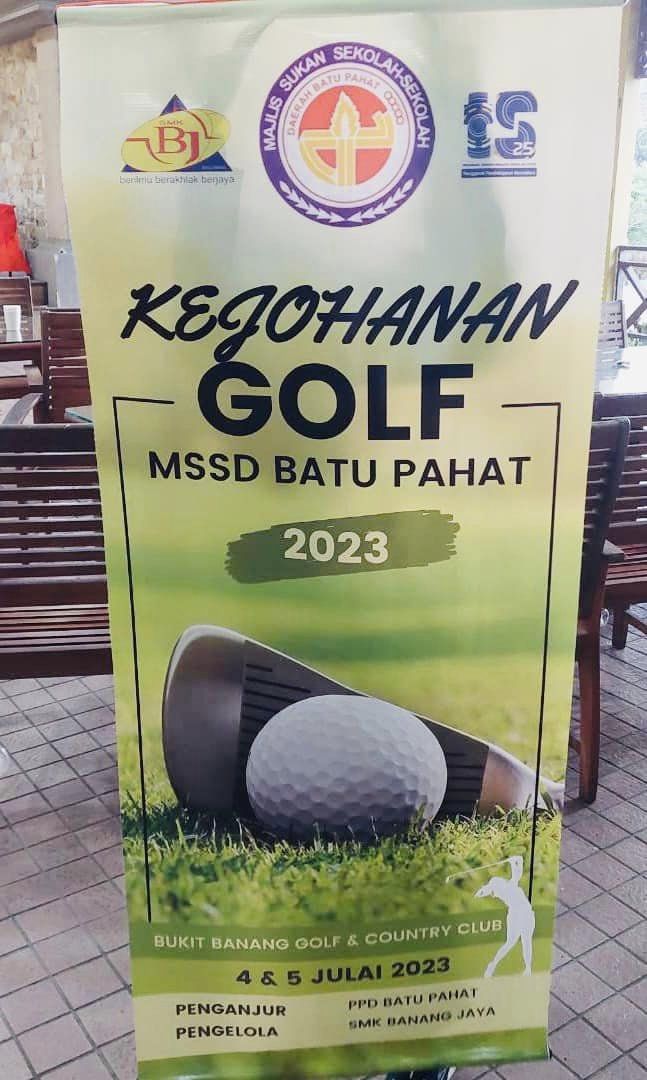 SMK
BJ
berilmu berakhlak berjaya
MAJLIS SUKAN SEKOLAH-SEKOLAH
DAERAH BATU PAHAT
25
KEJOHANAN
GOLF
MSSD BATU PAHAT
2023
BUKIT BANANG GOLF & COUNTRY CLUB
4 & 5 JULAI 2023
PENGANJUR PPD BATU PAHAT
PENGELOLA SMK BANANG JAYA